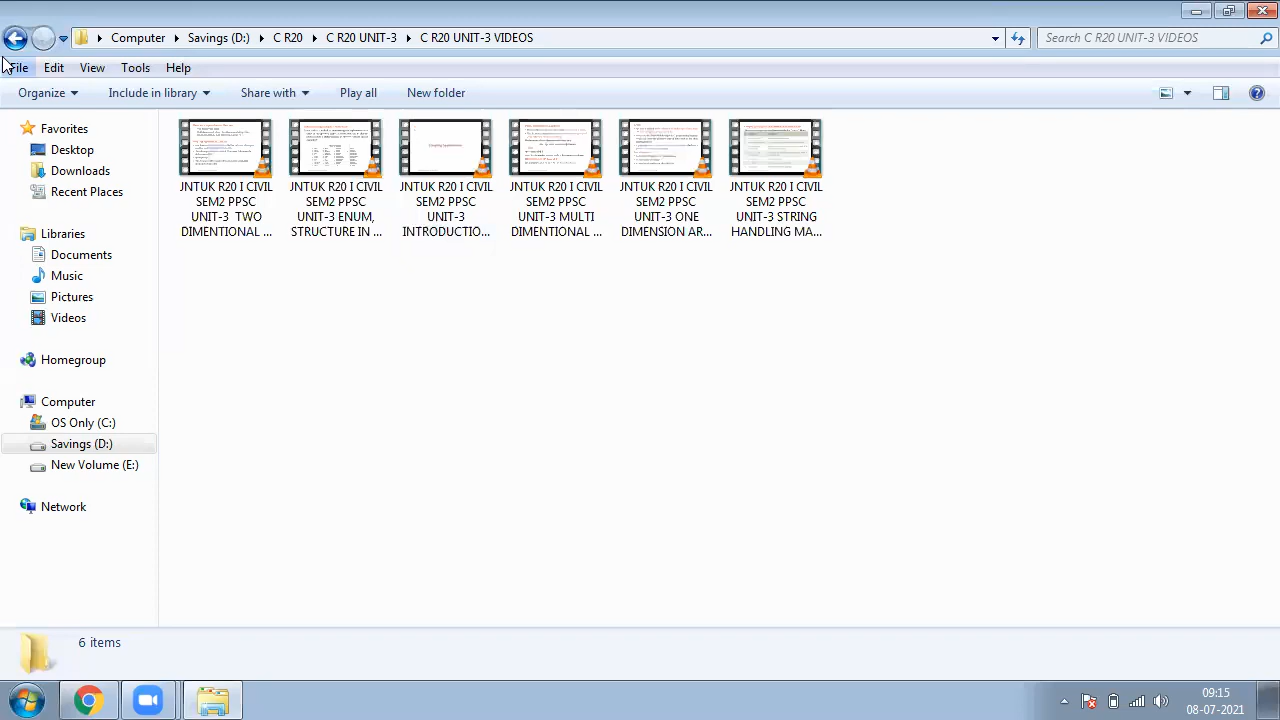 Computer Savings (D:) C R20 C R20 UNIT-3 C R20 UNIT-3 VIDEOS
Search C R20 UNIT-3 VIDEOS
File Edit View Tools Help
Organize Include in library Share with Play all New folder
Favorites
Desktop
Downloads
Recent Places
Libraries
Documents
Music
Pictures
Videos
Homegroup
Computer
OS Only (C:)
Savings (D:)
New Volume (E:)
Network
JNTUK R20 I CIVIL
SEM2 PPSC
UNIT-3 TWO
DIMENTIONAL ...
JNTUK R20 I CIVIL
SEM2 PPSC
UNIT-3 ENUM,
STRUCTURE IN ...
JNTUK R20 I CIVIL
SEM2 PPSC
UNIT-3
INTRODUCTIO...
JNTUK R20 I CIVIL
SEM2 PPSC
UNIT-3 MULTI
DIMENTIONAL ...
JNTUK R20 I CIVIL
SEM2 PPSC
UNIT-3 ONE
DIMENSION AR...
JNTUK R20 I CIVIL
SEM2 PPSC
UNIT-3 STRING
HANDLING MA...
6 items
09:15
08-07-2021